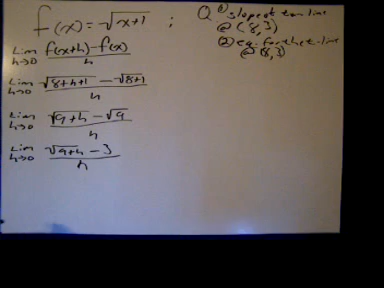 f(x) = √x+1 ; Q ① slope of tan line @ (8,3)
② eq. for the t-line @ (8,3)
Lim h→0 f(x+h)-f(x) / h
Lim h→0 √8+h+1 - √8+1 / h
Lim h→0 √9+h - √9 / h
Lim h→0 √9+h - 3 / h